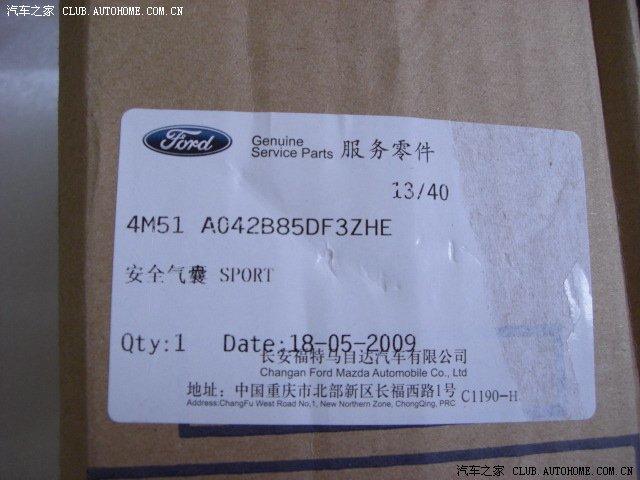 汽车之家 CLUB.AUTOHOME.COM.CN
Ford
Genuine
Service Parts 服务零件
13/40
4M51 A042B85DF3ZHE
安全气囊 SPORT
Qty:1 Date:18-05-2009
长安福特马自达汽车有限公司
Changan Ford Mazda Automobile Co., Ltd
地址: 中国重庆市北部新区长福西路1号 C1190-H
Address:ChangFu West Road No,1, New Northern Zone, ChongQing, PRC
汽车之家 CLUB.AUTOHOME.COM.CN